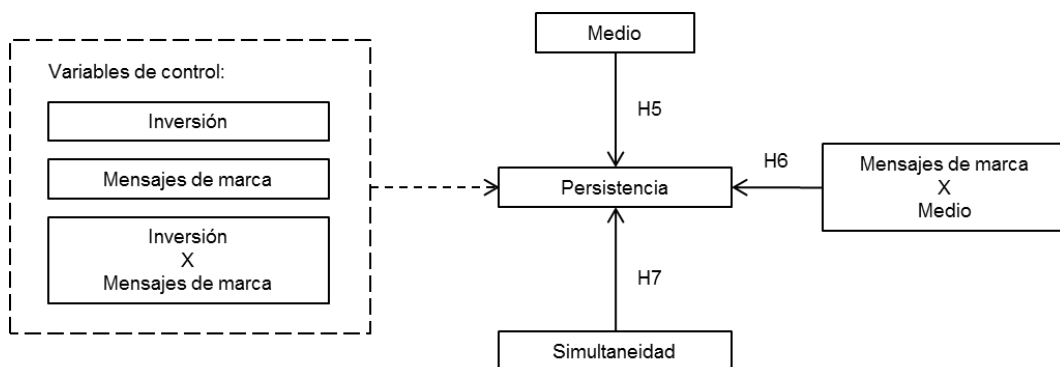 Variables de control:
Inversión
Mensajes de marca
Inversión
X
Mensajes de marca
Medio
H5
Persistencia
H6
Mensajes de marca
X
Medio
H7
Simultaneidad